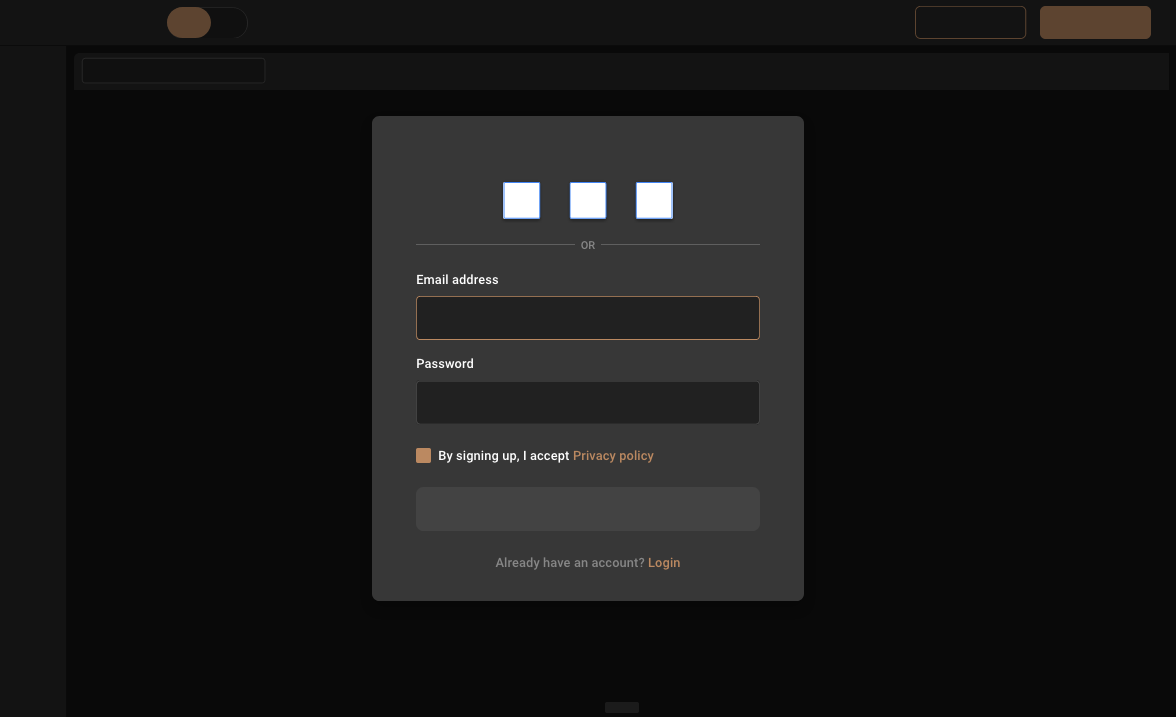 OR
Email address
Password
By signing up, I accept Privacy policy
Already have an account? Login